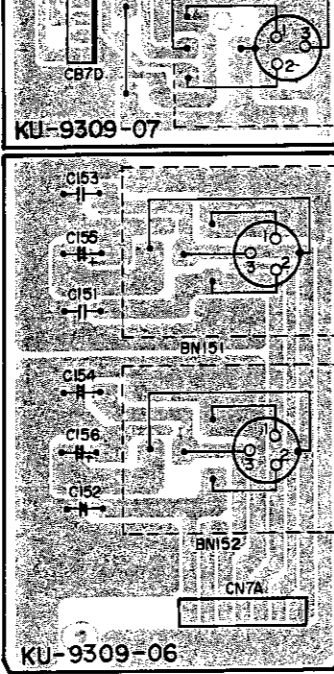 1
3
2
CB7D
KU-9309-07
C153
C155
+
1
3
2
C151
BN151
C154
C156
+
1
3
2
C152
BN152
CN7A
KU-9309-06